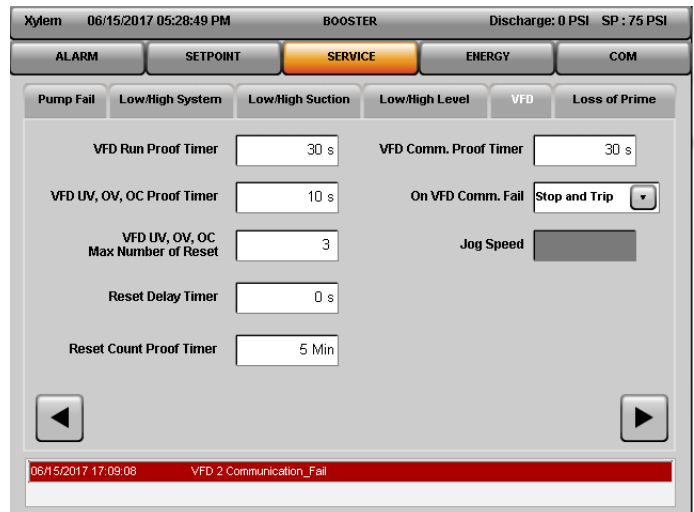 Xylem 06/15/2017 05:28:49 PM BOOSTER Discharge: 0 PSI SP : 75 PSI
ALARM SETPOINT SERVICE ENERGY COM
Pump Fail Low/High System Low/High Suction Low/High Level VFD Loss of Prime
VFD Run Proof Timer 30 s VFD Comm. Proof Timer 30 s
VFD UV, OV, OC Proof Timer 10 s On VFD Comm. Fail Stop and Trip
VFD UV, OV, OC
Max Number of Reset 3 Jog Speed
Reset Delay Timer 0 s
Reset Count Proof Timer 5 Min
06/15/2017 17:09:08 VFD 2 Communication_Fail